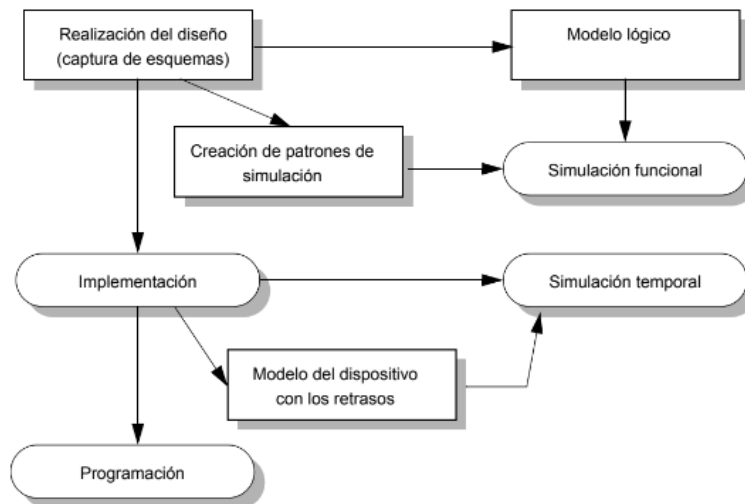 Realización del diseño
(captura de esquemas)
Modelo lógico
Creación de patrones de
simulación
Simulación funcional
Implementación
Simulación temporal
Modelo del dispositivo
con los retrasos
Programación